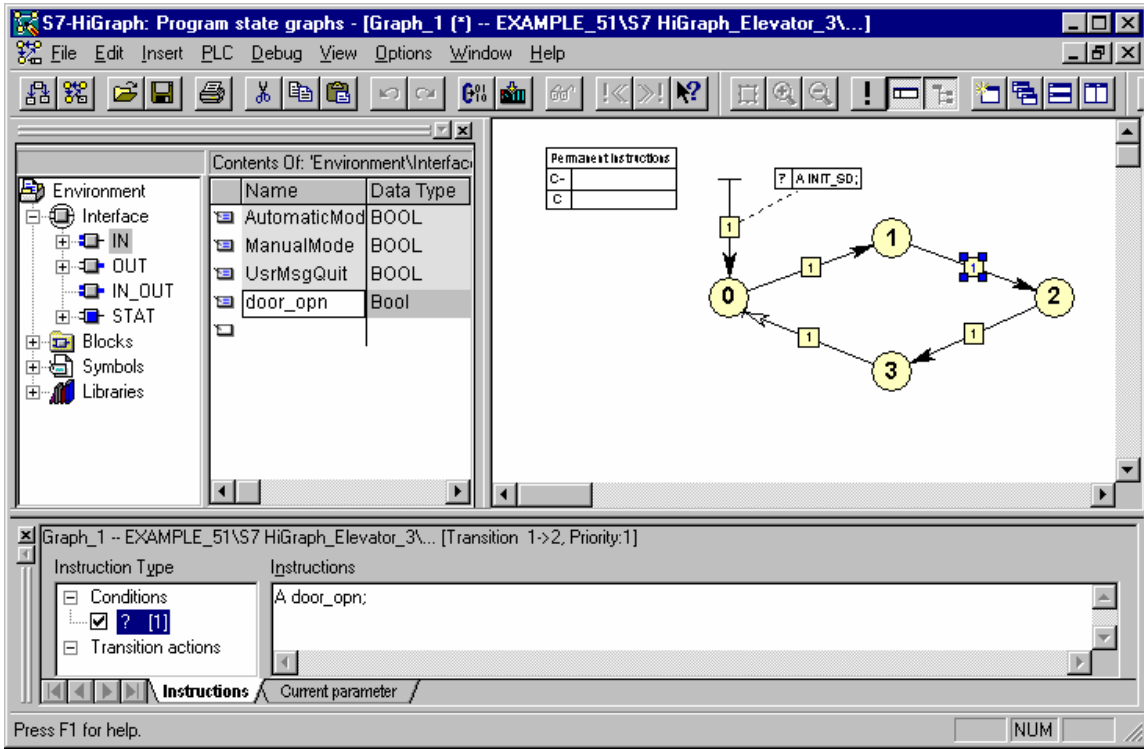 S7-HiGraph: Program state graphs - [Graph_1 (*) -- EXAMPLE_51\S7 HiGraph_Elevator_3\...]
File Edit Insert PLC Debug View Options Window Help
Contents Of: 'Environment\Interfac
Name Data Type
Environment
Interface
IN
OUT
IN_OUT
STAT
Blocks
Symbols
Libraries
AutomaticMod BOOL
ManualMode BOOL
UsrMsgQuit BOOL
door_opn Bool
Permanent Instructions
C-
C
? A INIT_SD;
1
0
1
1
1
2
1
3
1
Graph_1 -- EXAMPLE_51\S7 HiGraph_Elevator_3\... [Transition 1->2, Priority:1]
Instruction Type
Instructions
Conditions
? [1]
Transition actions
A door_opn;
Instructions Current parameter
Press F1 for help.
NUM